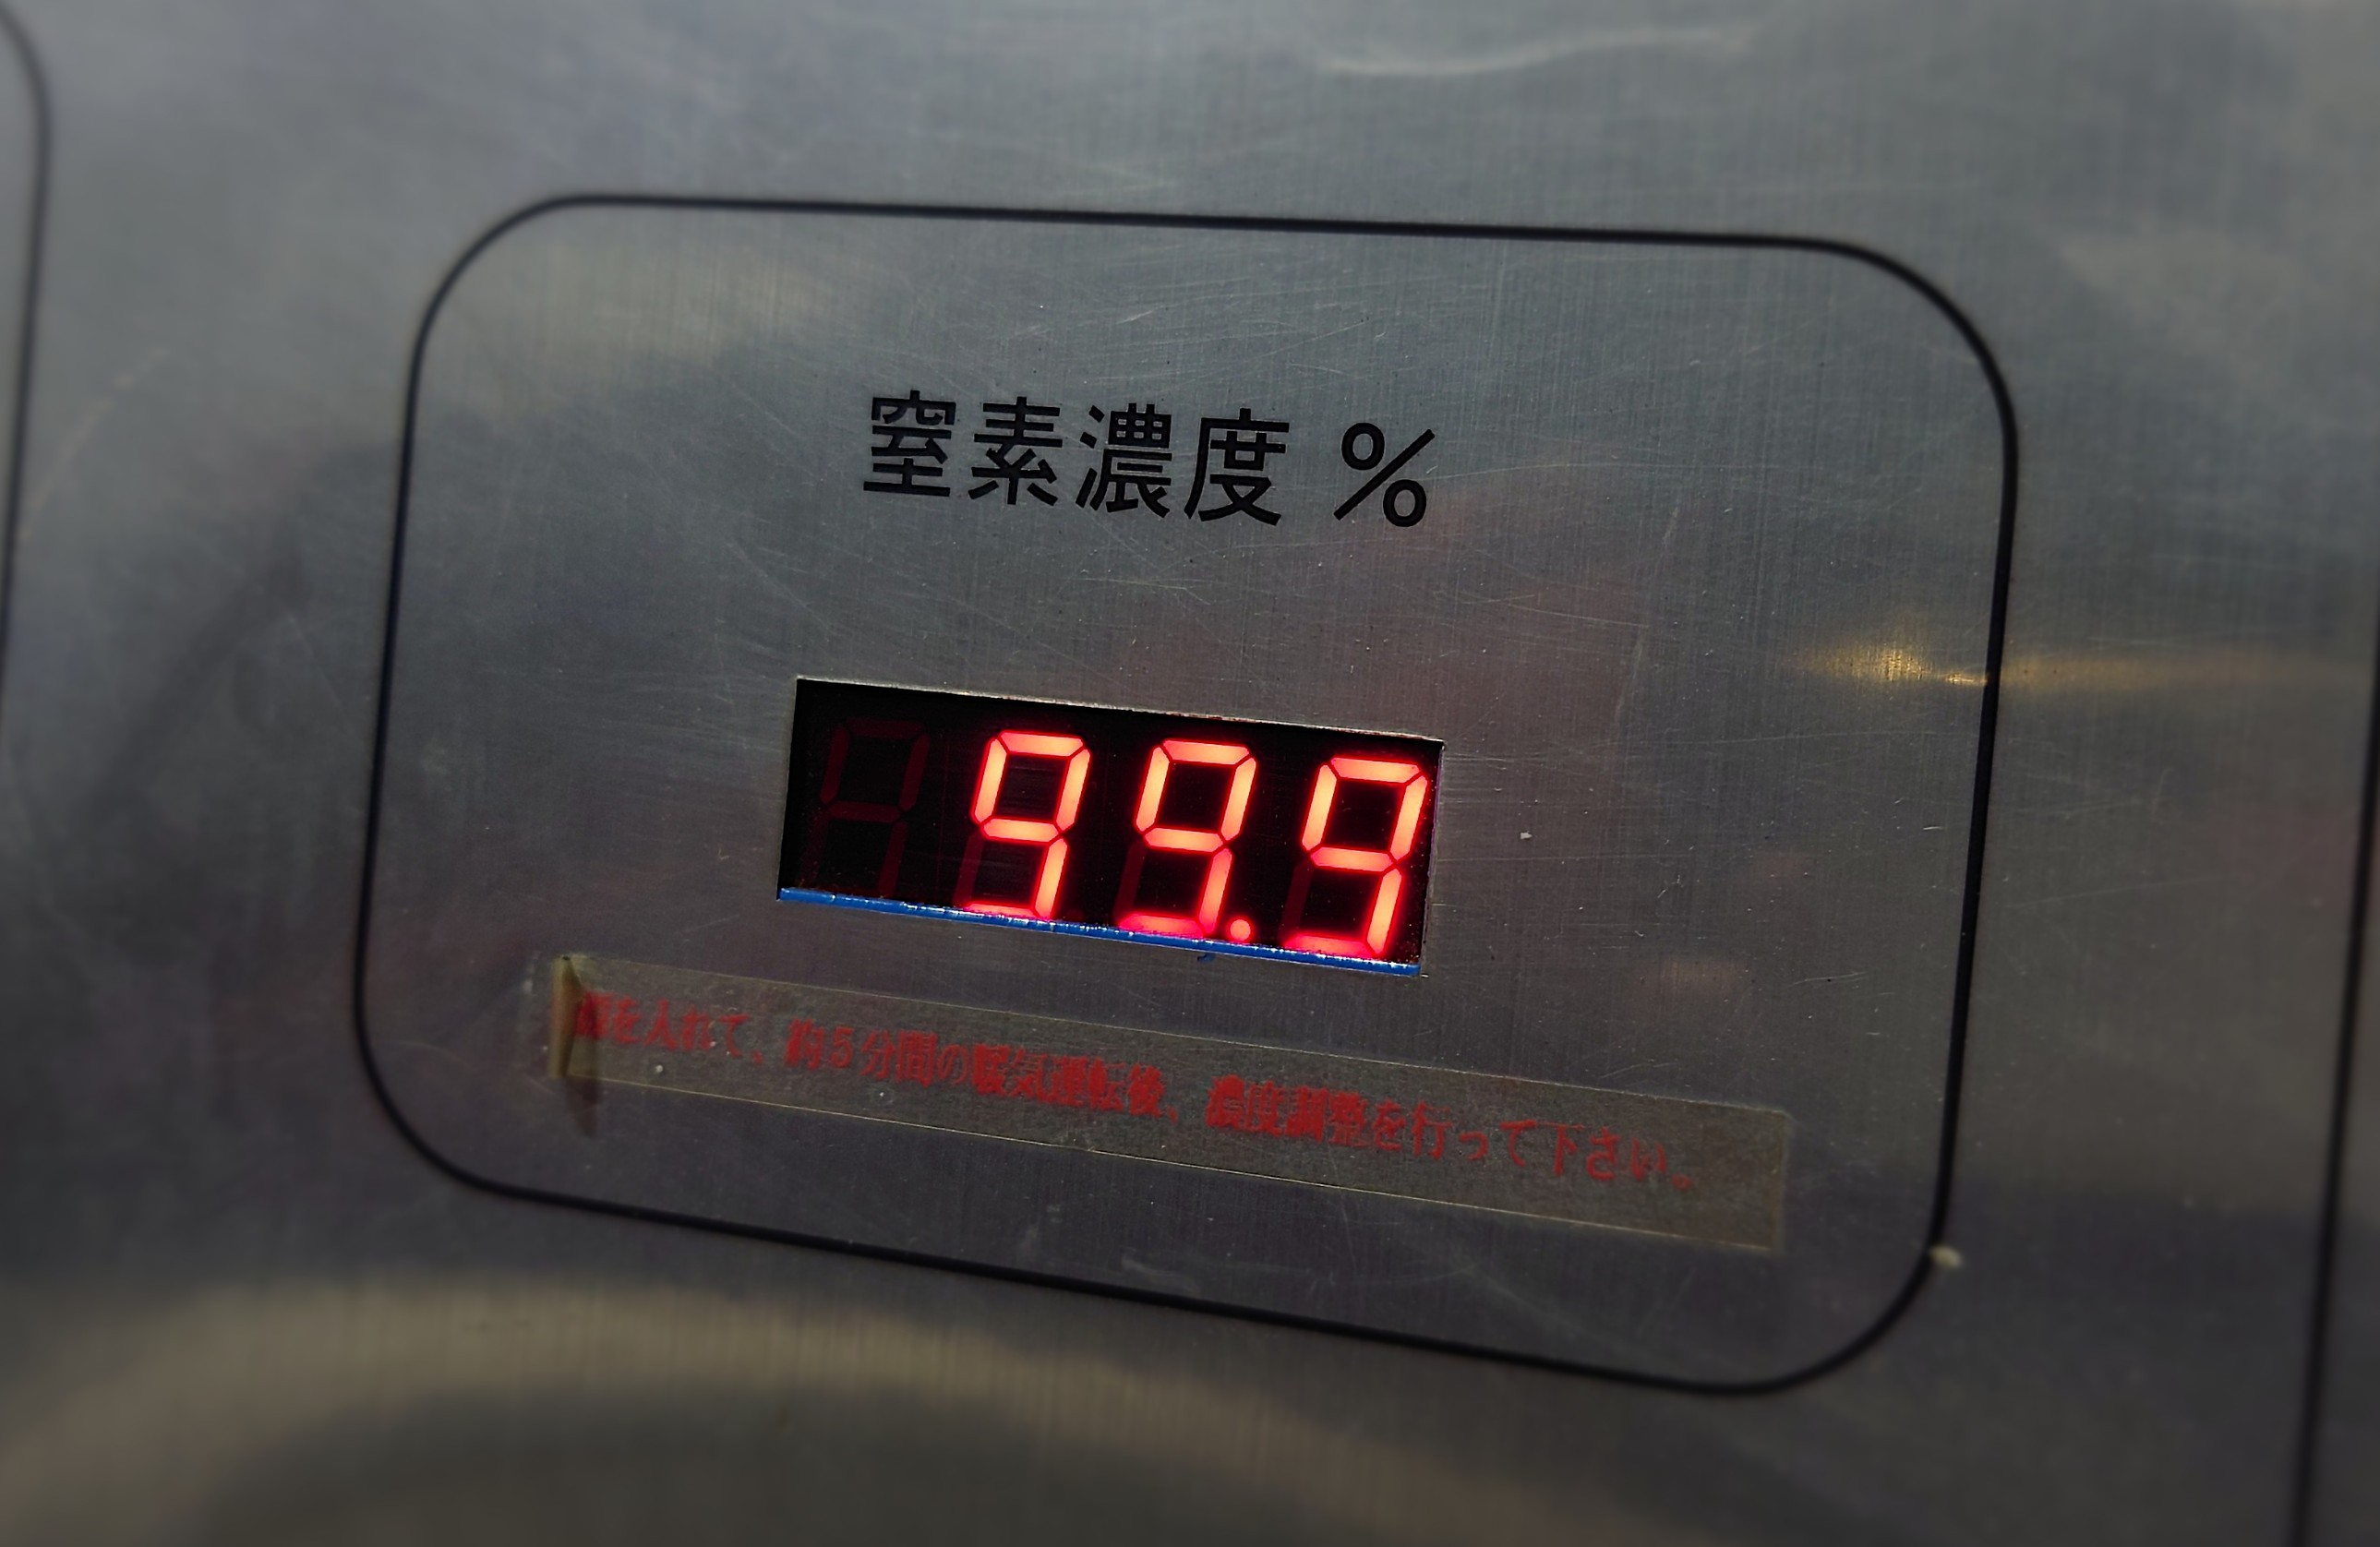 窒素濃度 %
99.9
源を入れて、約5分間の暖気運転後、濃度調整を行って下さい。